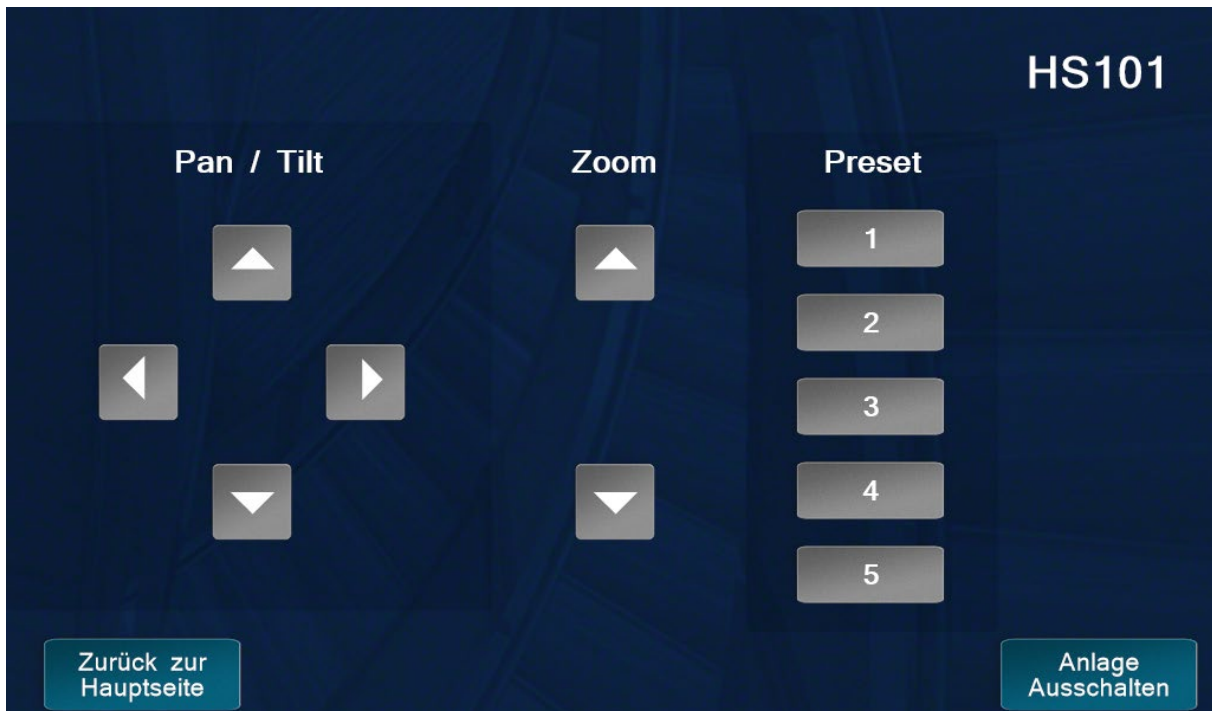 HS101
Pan / Tilt
Zoom
Preset
1
2
3
4
5
Zurück zur
Hauptseite
Anlage
Ausschalten